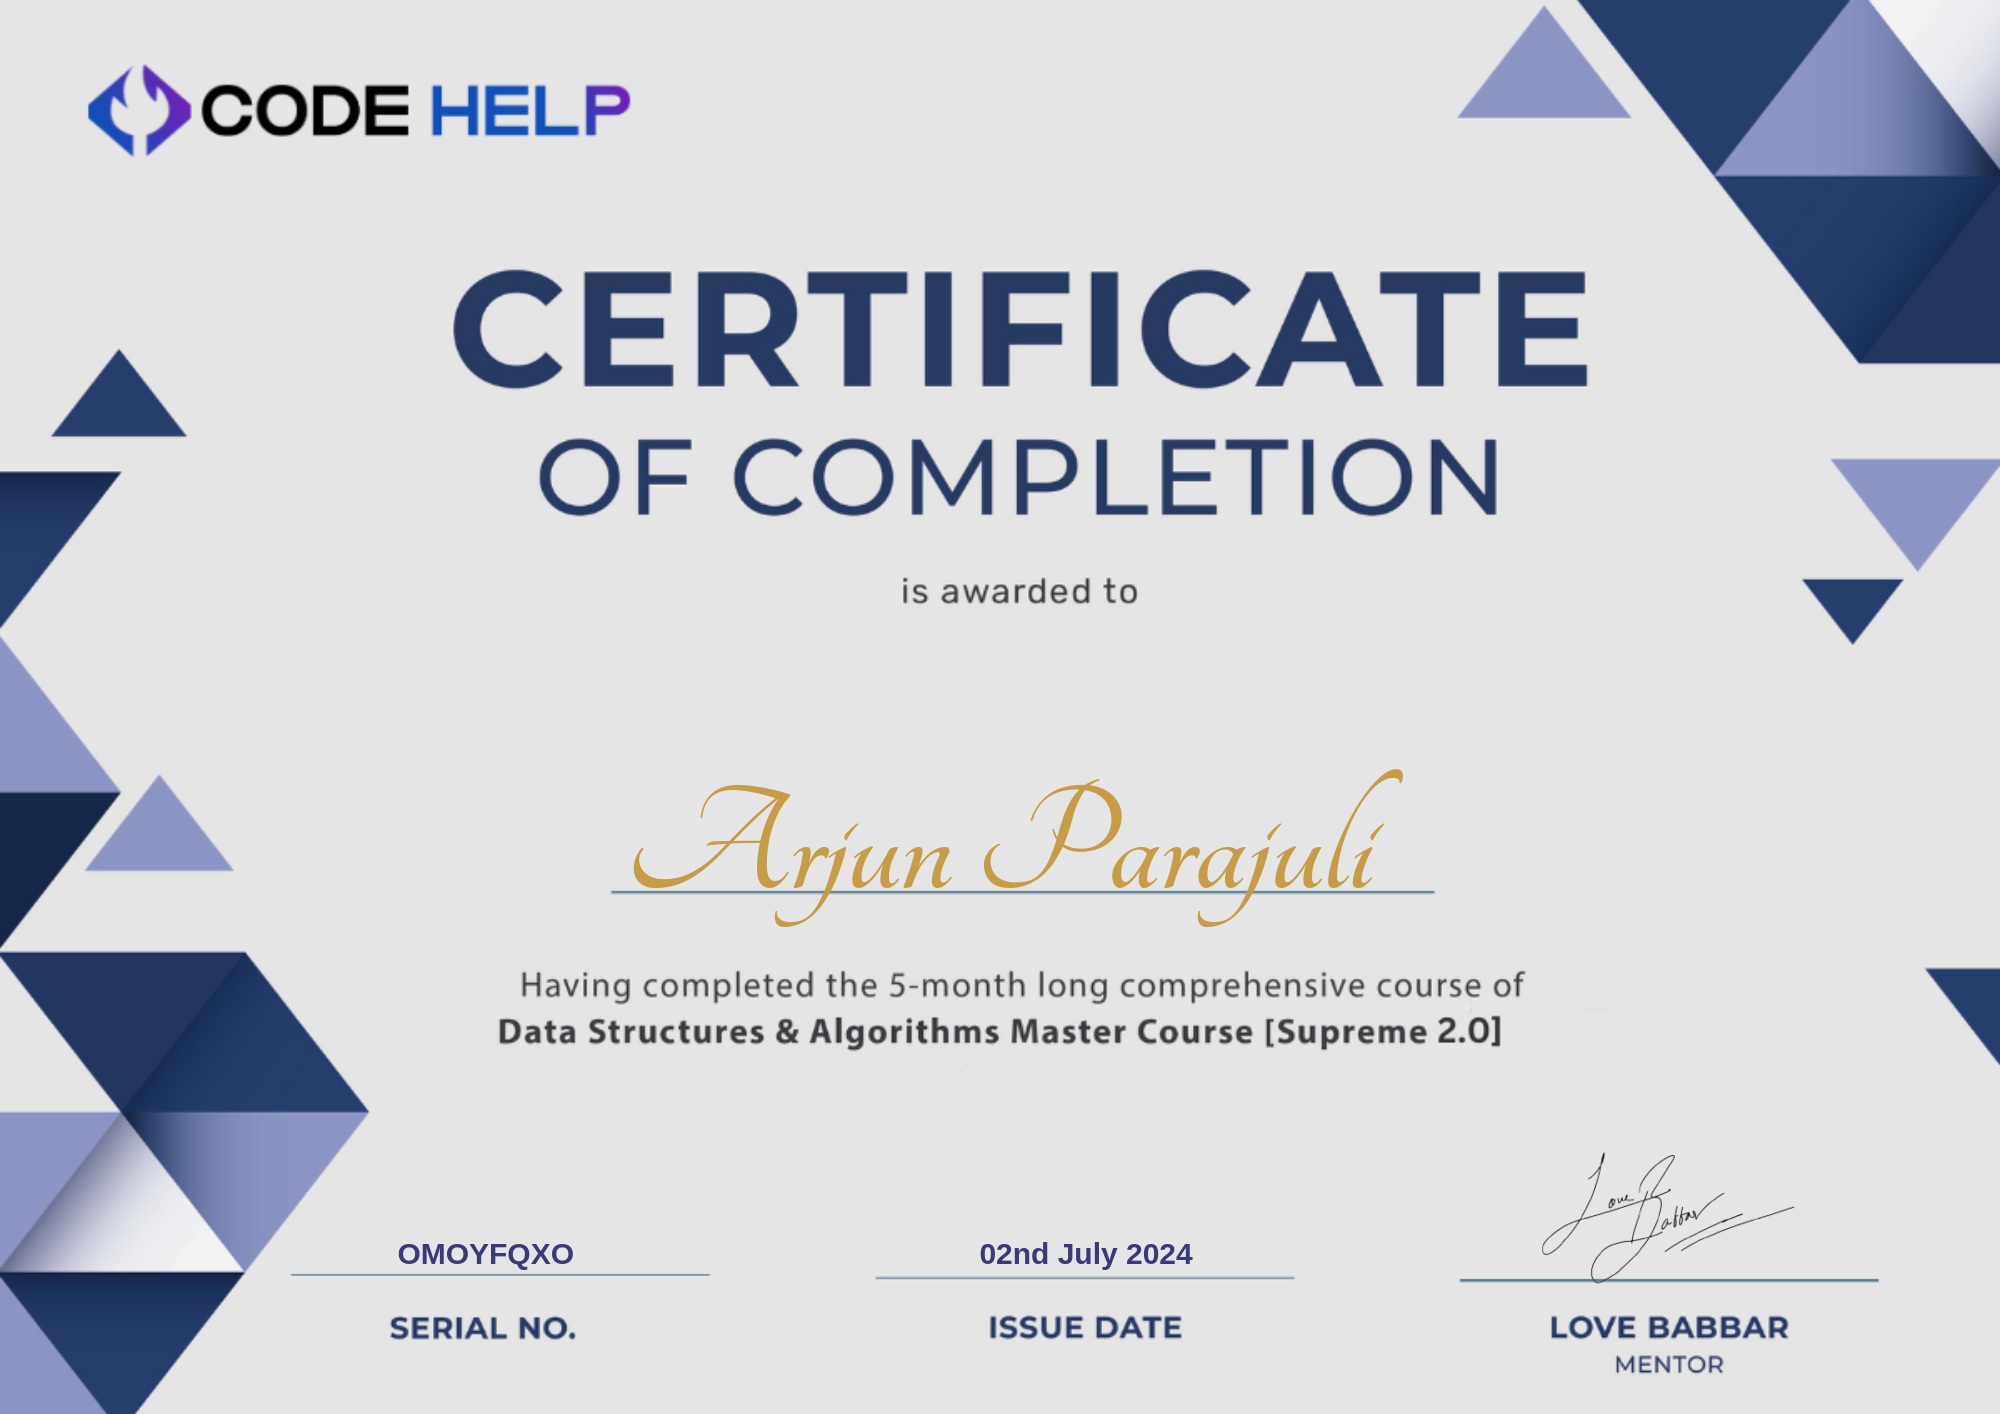 CODE HELP
CERTIFICATE
OF COMPLETION
is awarded to
Arjun Parajuli
Having completed the 5-month long comprehensive course of
Data Structures & Algorithms Master Course [Supreme 2.0]
Love Babbar
OMOYFQXO
02nd July 2024
SERIAL NO.
ISSUE DATE
LOVE BABBAR
MENTOR